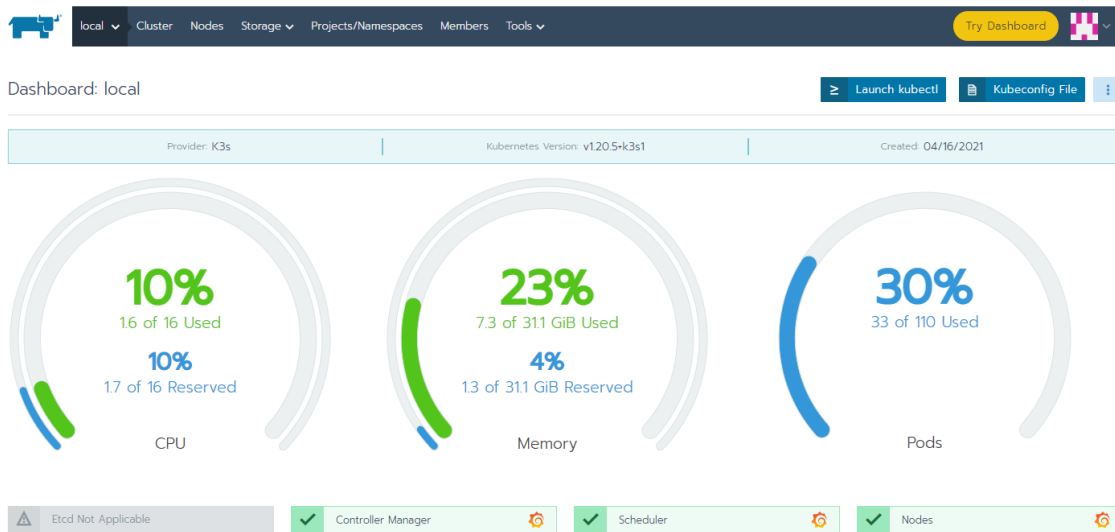 local Cluster Nodes Storage Projects/Namespaces Members Tools Try Dashboard
Dashboard: local Launch kubectl Kubeconfig File
Provider: K3s Kubernetes Version: v1.20.5+k3s1 Created: 04/16/2021
10%
1.6 of 16 Used
10%
1.7 of 16 Reserved
CPU
23%
7.3 of 31.1 GiB Used
4%
1.3 of 31.1 GiB Reserved
Memory
30%
33 of 110 Used
Pods
Etcd Not Applicable Controller Manager Scheduler Nodes